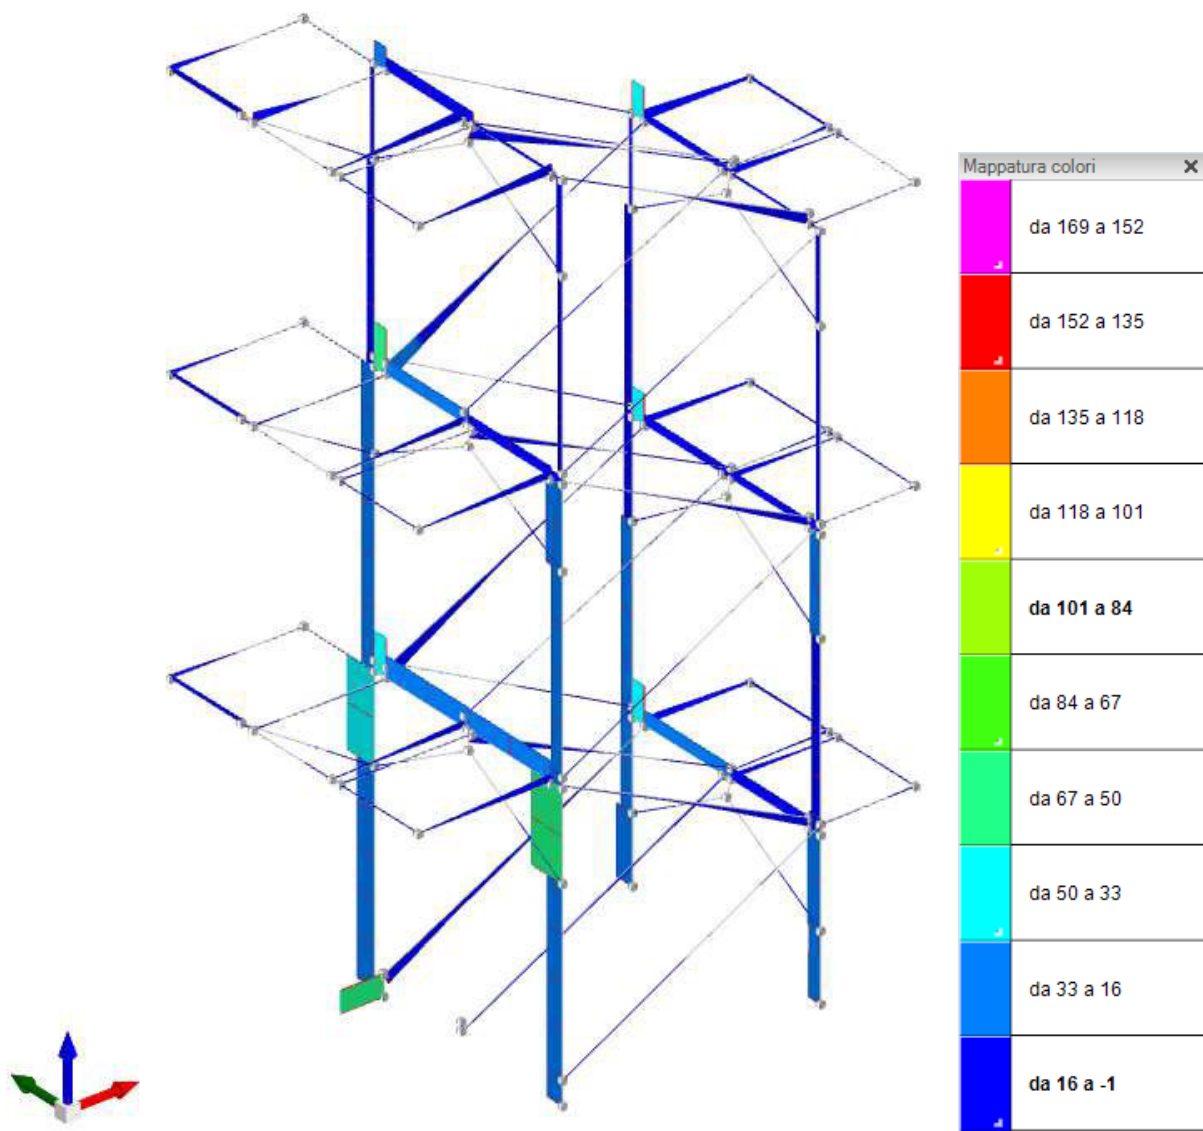 Mappatura colori
da 169 a 152
da 152 a 135
da 135 a 118
da 118 a 101
da 101 a 84
da 84 a 67
da 67 a 50
da 50 a 33
da 33 a 16
da 16 a -1